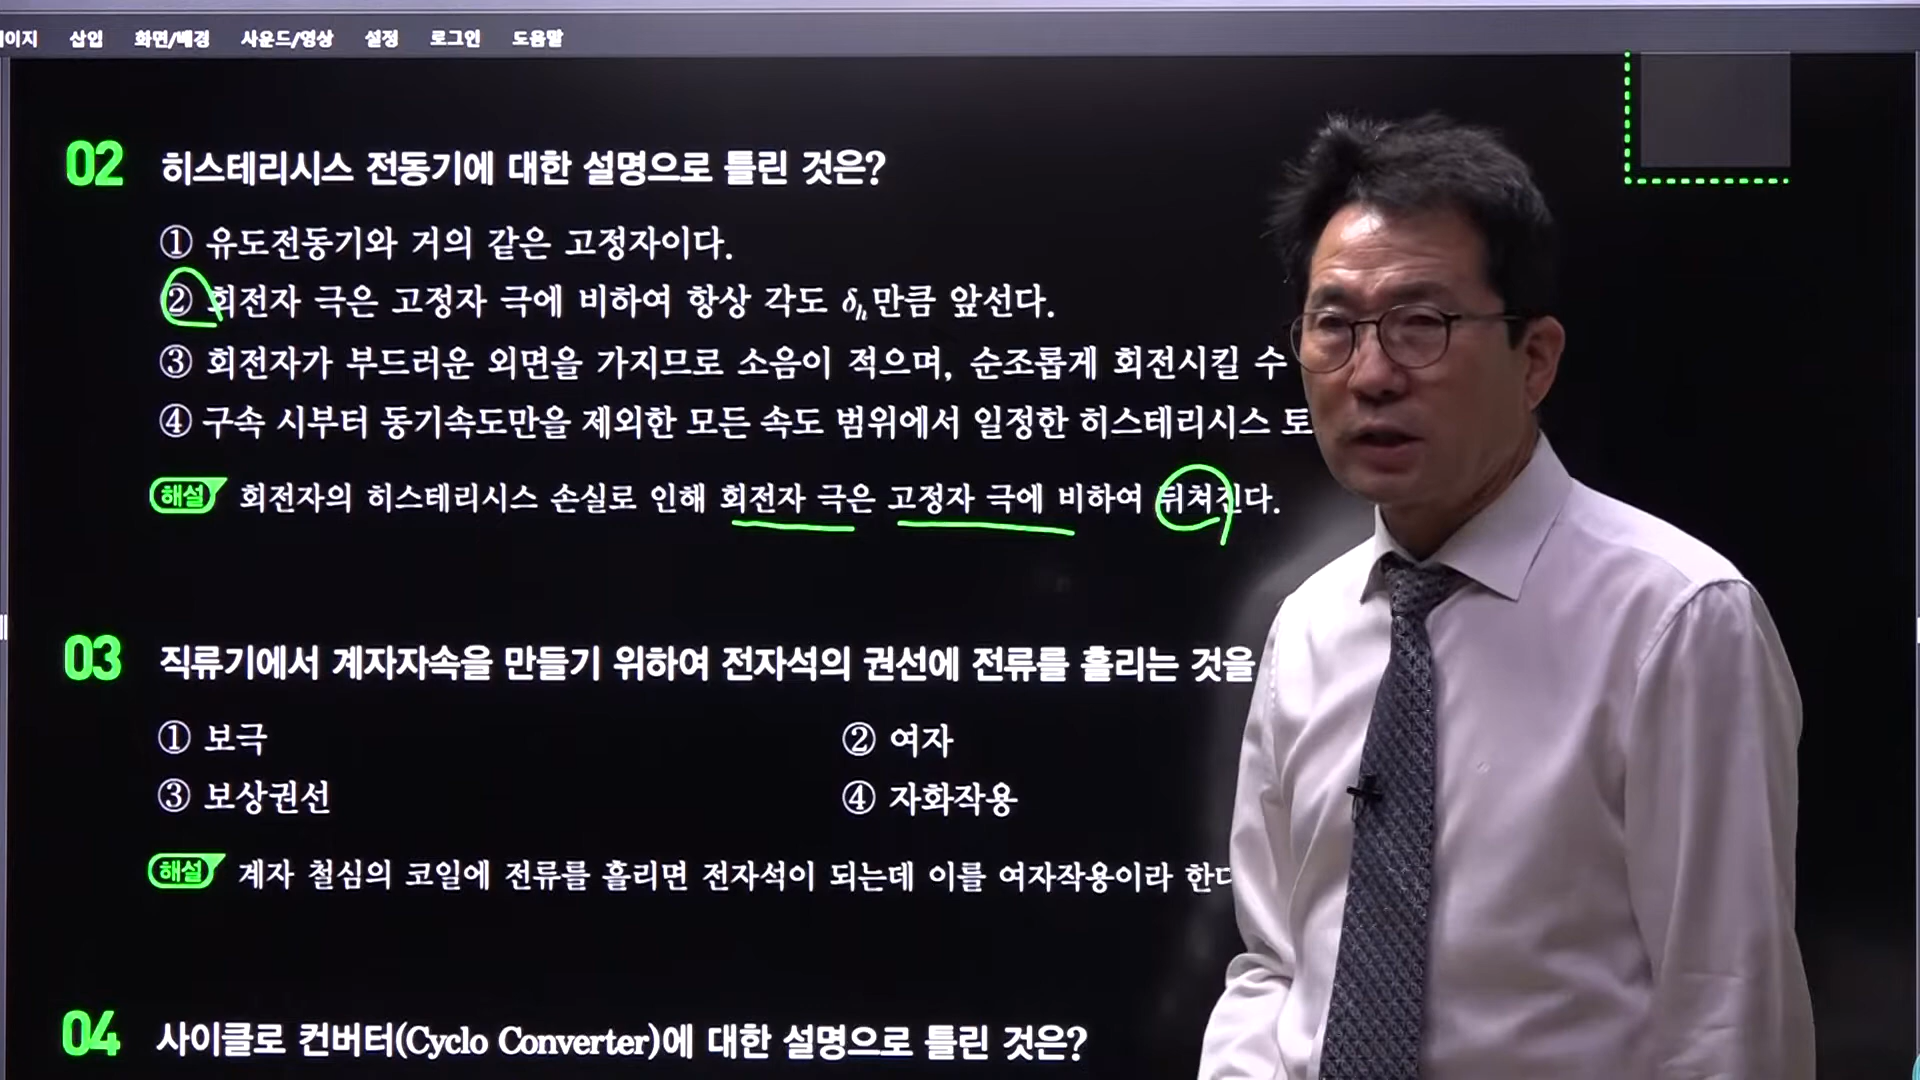 삽입 화면/배경 사운드/영상 설정 로그인 도움말
02 히스테리시스 전동기에 대한 설명으로 틀린 것은?
① 유도전동기와 거의 같은 고정자이다.
② 회전자 극은 고정자 극에 비하여 항상 각도 δh만큼 앞선다.
③ 회전자가 부드러운 외면을 가지므로 소음이 적으며, 순조롭게 회전시킬 수
④ 구속 시부터 동기속도만을 제외한 모든 속도 범위에서 일정한 히스테리시스 토
해설 회전자의 히스테리시스 손실로 인해 회전자 극은 고정자 극에 비하여 뒤쳐진다.
03 직류기에서 계자자속을 만들기 위하여 전자석의 권선에 전류를 흘리는 것을
① 보극 ② 여자
③ 보상권선 ④ 자화작용
해설 계자 철심의 코일에 전류를 흘리면 전자석이 되는데 이를 여자작용이라 한다
04 사이클로 컨버터(Cyclo Converter)에 대한 설명으로 틀린 것은?